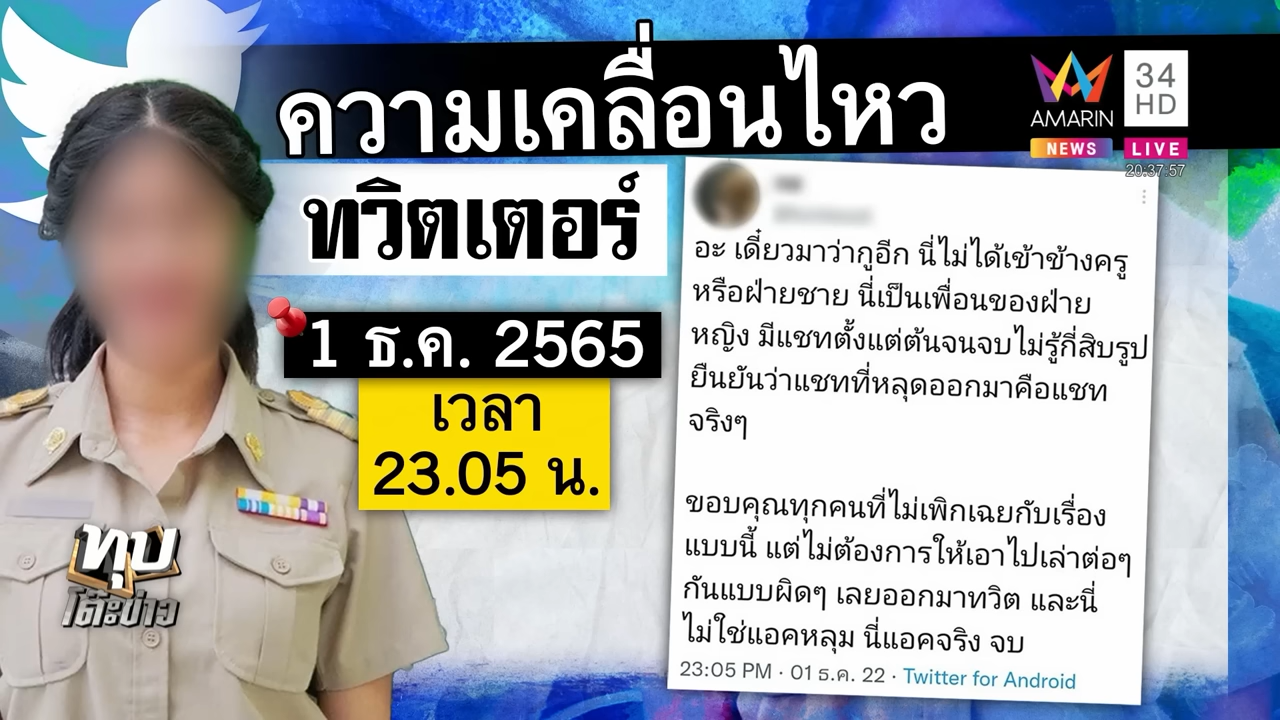 ความเคลื่อนไหว
ทวิตเตอร์
1 ธ.ค. 2565
เวลา
23.05 น.
AMARIN
NEWS
34
HD
LIVE
20:37:57
อะ เดี๋ยวมาว่ากูอีก นี่ไม่ได้เข้าข้างครู
หรือฝ่ายชาย นี่เป็นเพื่อนของฝ่าย
หญิง มีแชทตั้งแต่ต้นจนจบไม่รู้กี่สิบรูป
ยืนยันว่าแชทที่หลุดออกมาคือแชท
จริงๆ
ขอบคุณทุกคนที่ไม่เพิกเฉยกับเรื่อง
แบบนี้ แต่ไม่ต้องการให้เอาไปเล่าต่อๆ
กันแบบผิดๆ เลยออกมาทวิต และนี่
ไม่ใช่แอคหลุม นี่แอคจริง จบ
23:05 PM · 01 ธ.ค. 22 · Twitter for Android
ทุบ
โต๊ะข่าว